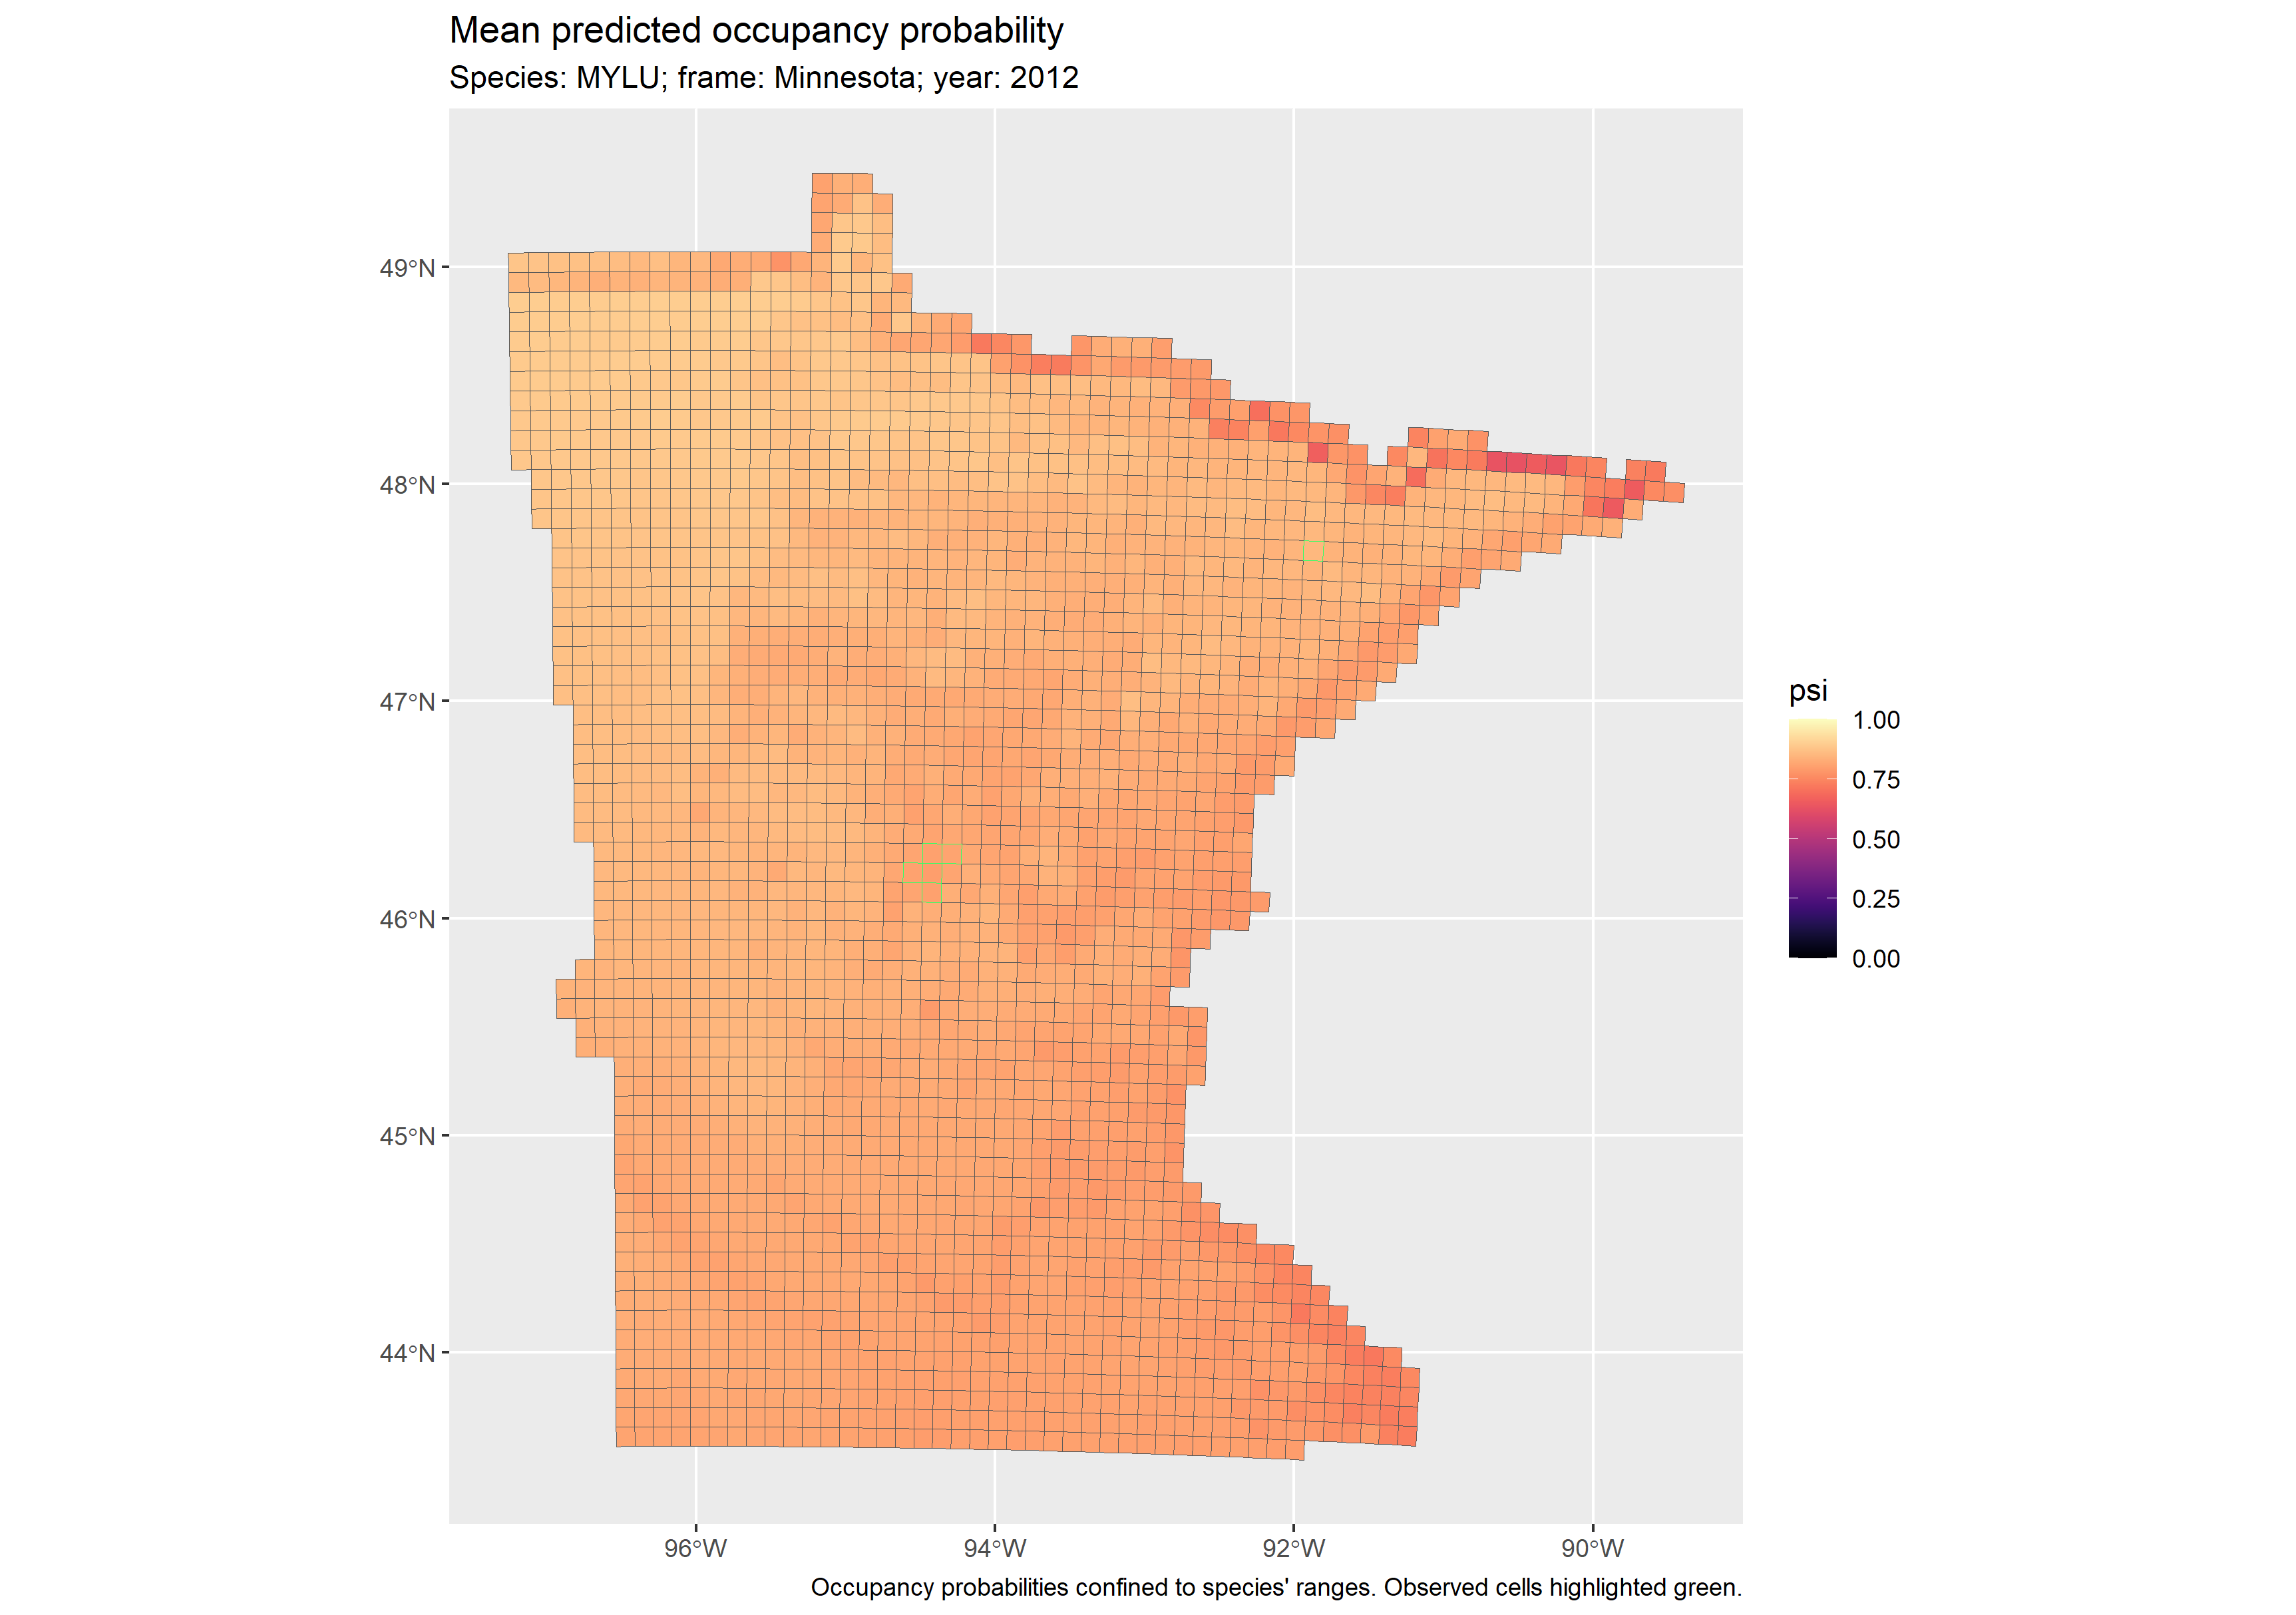 Mean predicted occupancy probability
Species: MYLU; frame: Minnesota; year: 2012
49°N
48°N
47°N
46°N
45°N
44°N
96°W
94°W
92°W
90°W
psi
1.00
0.75
0.50
0.25
0.00
Occupancy probabilities confined to species' ranges. Observed cells highlighted green.